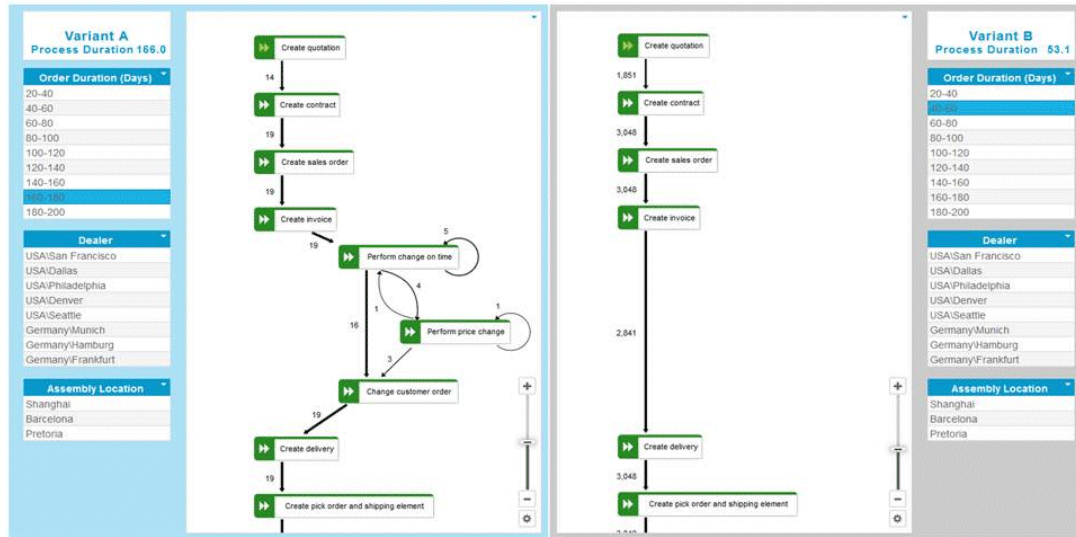 Variant A
Process Duration 166.0
Order Duration (Days)
20-40
40-60
60-80
80-100
100-120
120-140
140-160
160-180
180-200
Dealer
USA\San Francisco
USA\Dallas
USA\Philadelphia
USA\Denver
USA\Seattle
Germany\Munich
Germany\Hamburg
Germany\Frankfurt
Assembly Location
Shanghai
Barcelona
Pretoria
Create quotation
14
Create contract
19
Create sales order
19
Create invoice
19
5
Perform change on time
4
1
1
16
Perform price change
3
Change customer order
19
Create delivery
19
Create pick order and shipping element
Create quotation
1,851
Create contract
3,048
Create sales order
3,048
Create invoice
2,841
Create delivery
3,048
Create pick order and shipping element
Variant B
Process Duration 53.1
Order Duration (Days)
20-40
40-60
60-80
80-100
100-120
120-140
140-160
160-180
180-200
Dealer
USA\San Francisco
USA\Dallas
USA\Philadelphia
USA\Denver
USA\Seattle
Germany\Munich
Germany\Hamburg
Germany\Frankfurt
Assembly Location
Shanghai
Barcelona
Pretoria